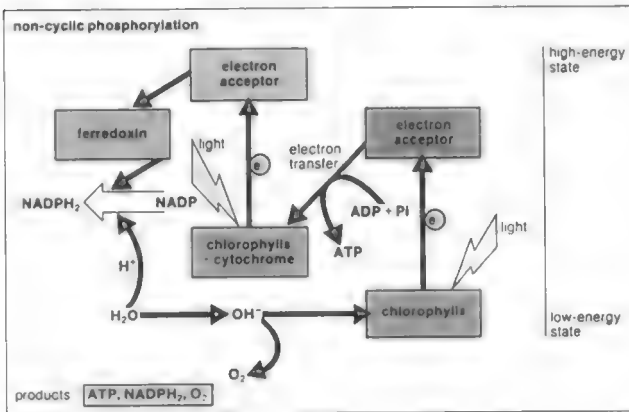 non-cyclic phosphorylation
high-energy
state
electron
acceptor
ferredoxin
light
electron
transfer
electron
acceptor
e
NADPH₂
NADP
ADP + Pi
e
light
chlorophylls
- cytochrome
ATP
H⁺
H₂O
OH⁻
chlorophylls
low-energy
state
O₂
products
ATP, NADPH₂, O₂